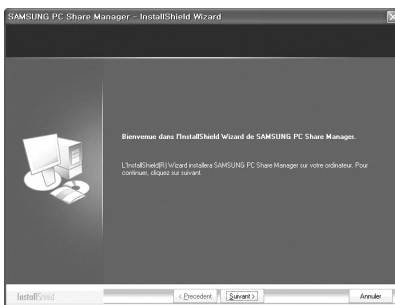 SAMSUNG PC Share Manager - InstallShield Wizard
Bienvenue dans l'InstallShield Wizard de SAMSUNG PC Share Manager.
L'InstallShield(R) Wizard installera SAMSUNG PC Share Manager sur votre ordinateur. Pour
continuer, cliquez sur suivant.
InstallShield
< Precedent
Suivant >
Annuler